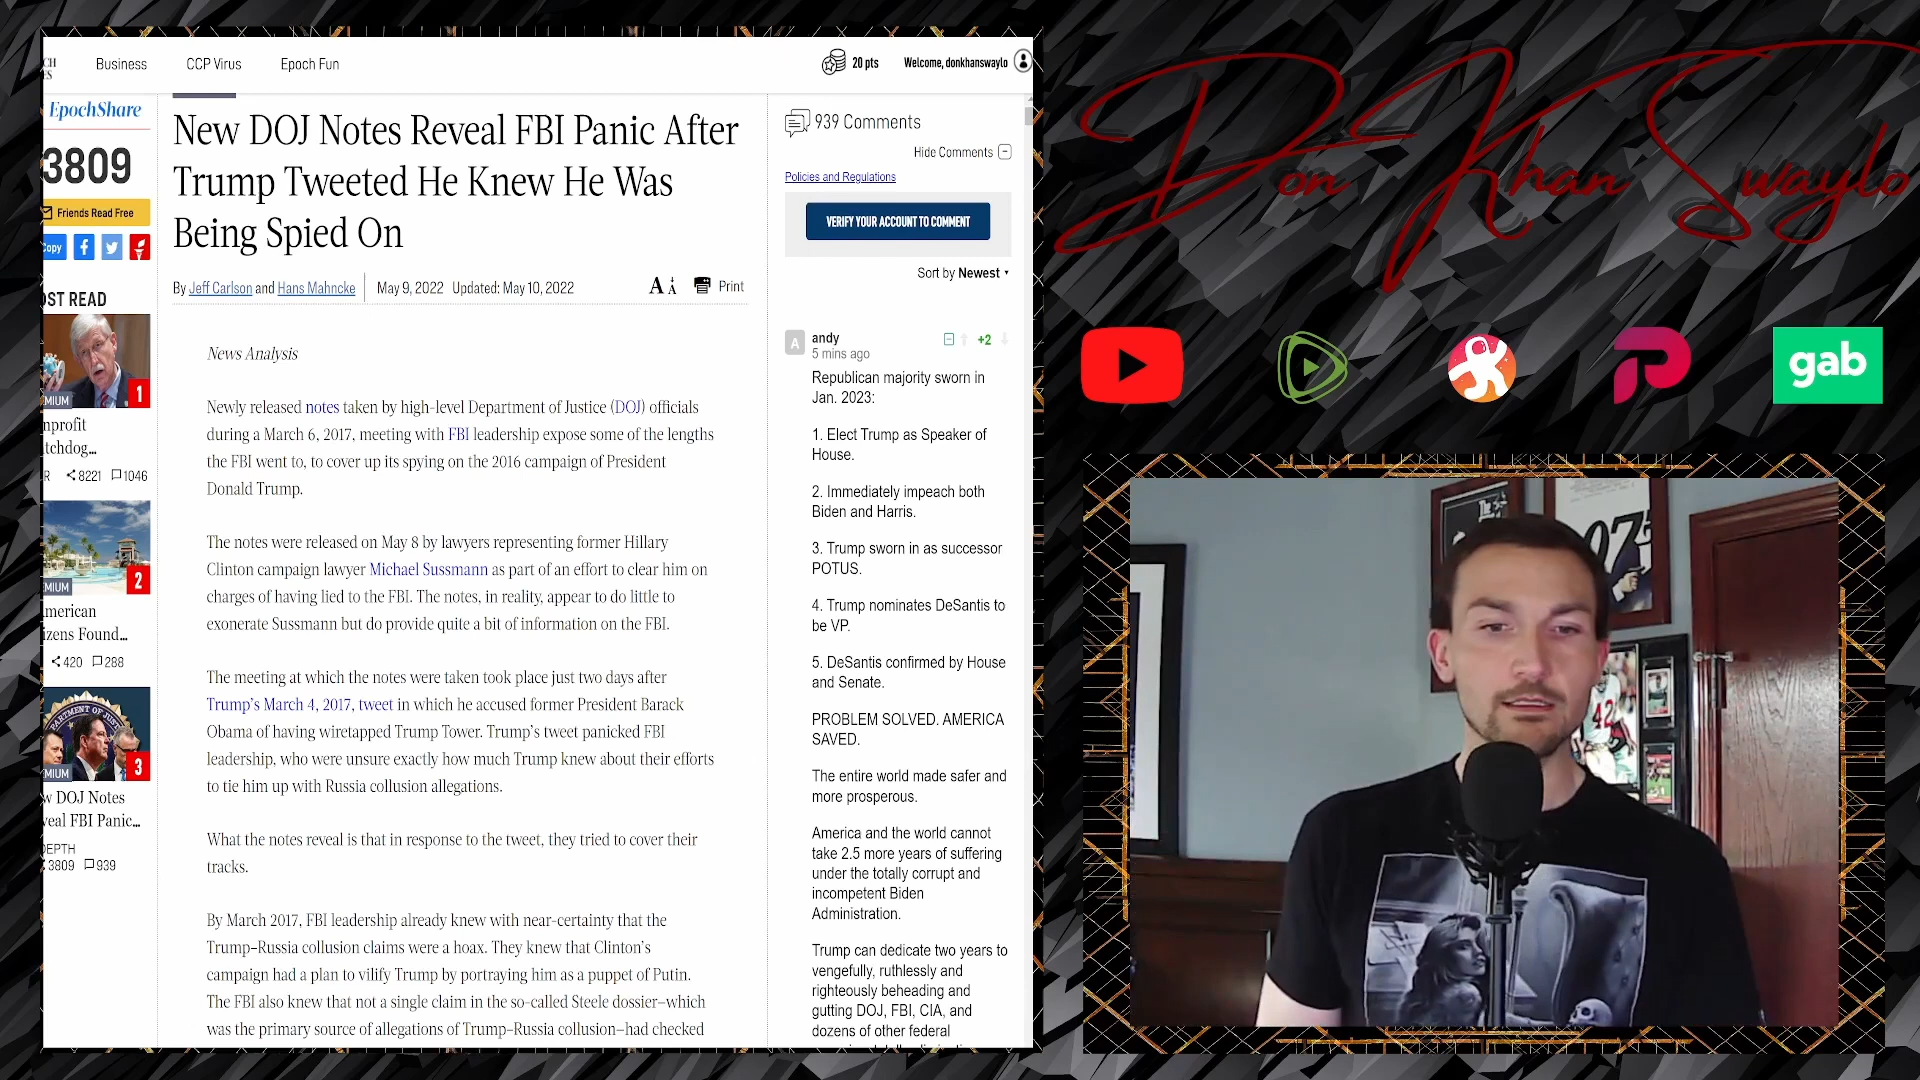 CH
ES
Business
CCP Virus
Epoch Fun
20 pts
Welcome, donkhanswaylo
EpochShare
3809
Friends Read Free
opy
OST READ
1
MIUM
nprofit
tchdog...
R 8221 1046
2
MIUM
merican
izens Found...
420 288
PARTMENT OF JUST
3
MIUM
w DOJ Notes
veal FBI Panic...
DEPTH
3809 939
New DOJ Notes Reveal FBI Panic After
Trump Tweeted He Knew He Was
Being Spied On
By Jeff Carlson and Hans Mahncke May 9, 2022 Updated: May 10, 2022 A A Print
News Analysis
Newly released notes taken by high-level Department of Justice (DOJ) officials
during a March 6, 2017, meeting with FBI leadership expose some of the lengths
the FBI went to, to cover up its spying on the 2016 campaign of President
Donald Trump.
The notes were released on May 8 by lawyers representing former Hillary
Clinton campaign lawyer Michael Sussmann as part of an effort to clear him on
charges of having lied to the FBI. The notes, in reality, appear to do little to
exonerate Sussmann but do provide quite a bit of information on the FBI.
The meeting at which the notes were taken took place just two days after
Trump's March 4, 2017, tweet in which he accused former President Barack
Obama of having wiretapped Trump Tower. Trump's tweet panicked FBI
leadership, who were unsure exactly how much Trump knew about their efforts
to tie him up with Russia collusion allegations.
What the notes reveal is that in response to the tweet, they tried to cover their
tracks.
By March 2017, FBI leadership already knew with near-certainty that the
Trump–Russia collusion claims were a hoax. They knew that Clinton's
campaign had a plan to vilify Trump by portraying him as a puppet of Putin.
The FBI also knew that not a single claim in the so-called Steele dossier–which
was the primary source of allegations of Trump–Russia collusion–had checked
939 Comments
Hide Comments
Policies and Regulations
VERIFY YOUR ACCOUNT TO COMMENT
Sort by Newest
A
andy +2
5 mins ago
Republican majority sworn in
Jan. 2023:
1. Elect Trump as Speaker of
House.
2. Immediately impeach both
Biden and Harris.
3. Trump sworn in as successor
POTUS.
4. Trump nominates DeSantis to
be VP.
5. DeSantis confirmed by House
and Senate.
PROBLEM SOLVED. AMERICA
SAVED.
The entire world made safer and
more prosperous.
America and the world cannot
take 2.5 more years of suffering
under the totally corrupt and
incompetent Biden
Administration.
Trump can dedicate two years to
vengefully, ruthlessly and
righteously beheading and
gutting DOJ, FBI, CIA, and
dozens of other federal
Don Khan Swaylo
gab
42